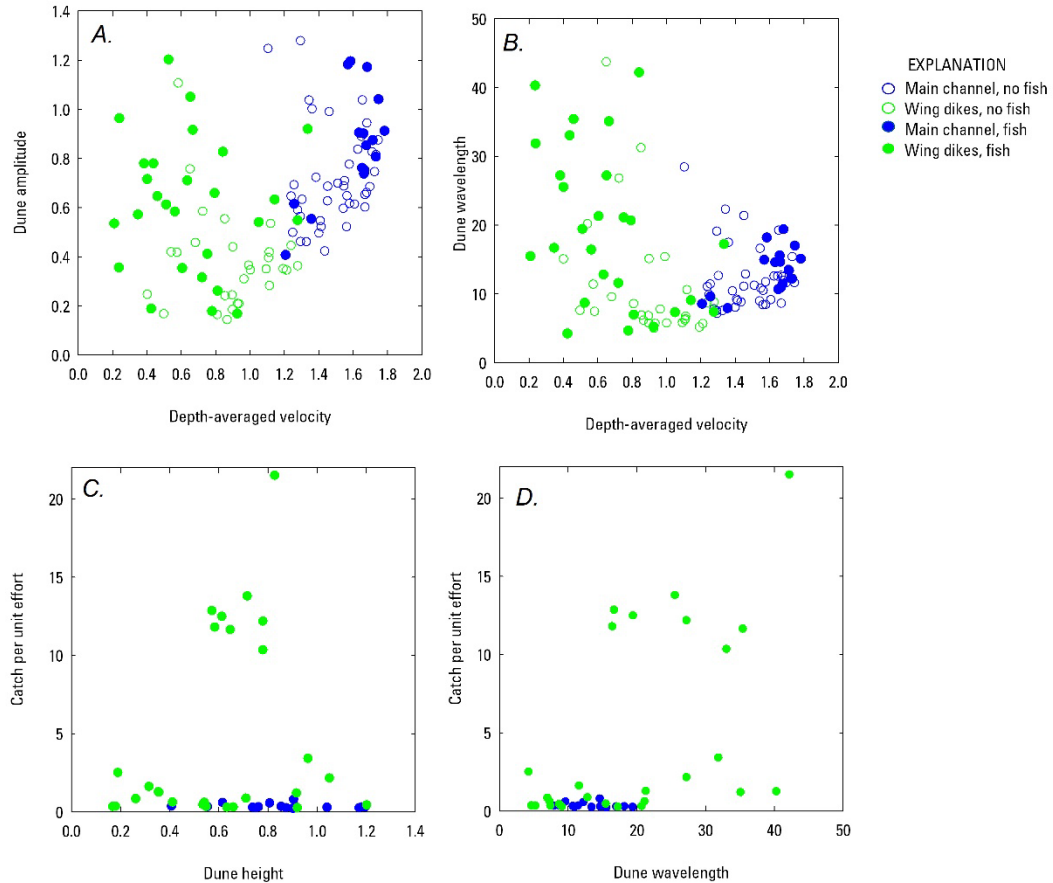 A.
Dune amplitude
1.4
1.2
1.0
0.8
0.6
0.4
0.2
0.0
0.0 0.2 0.4 0.6 0.8 1.0 1.2 1.4 1.6 1.8 2.0
Depth-averaged velocity
B.
Dune wavelength
50
40
30
20
10
0
0.0 0.2 0.4 0.6 0.8 1.0 1.2 1.4 1.6 1.8 2.0
Depth-averaged velocity
EXPLANATION
Main channel, no fish
Wing dikes, no fish
Main channel, fish
Wing dikes, fish
C.
Catch per unit effort
20
15
10
5
0
0.0 0.2 0.4 0.6 0.8 1.0 1.2 1.4
Dune height
D.
Catch per unit effort
20
15
10
5
0
0 10 20 30 40 50
Dune wavelength